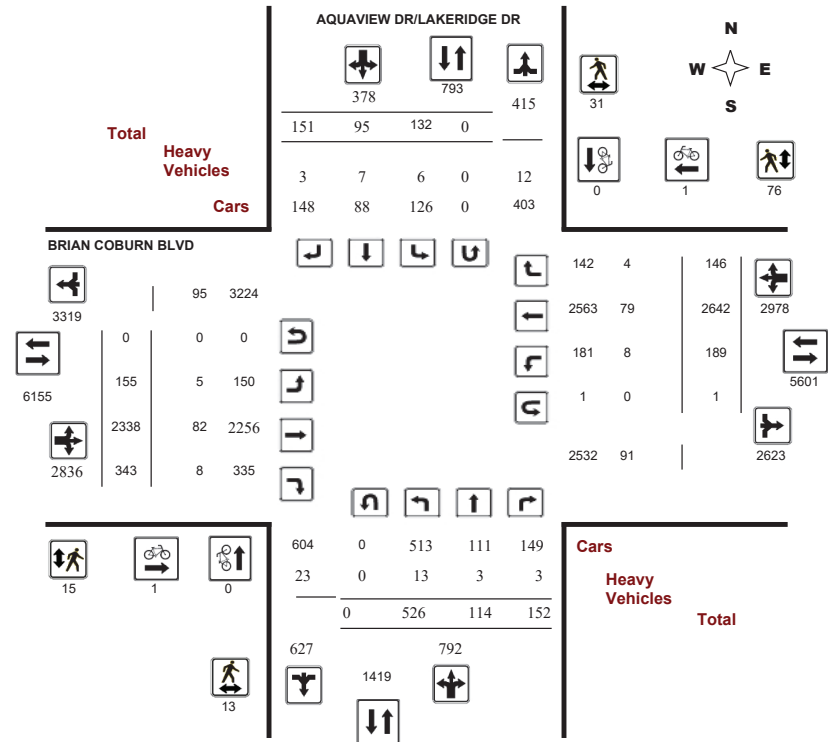 AQUAVIEW DR/LAKERIDGE DR
N
W E
S
793
378
415
31
151 95 132 0
Total
Heavy
Vehicles
3 7 6 0 12
Cars
148 88 126 0 403
0 1 76
BRIAN COBURN BLVD
95 3224
3319
0 0 0
155 5 150
6155
2338 82 2256
2836
343 8 335
142 4 146
2563 79 2642 2978
181 8 189
5601
1 0 1
2532 91 2623
604 0 513 111 149
23 0 13 3 3
0 526 114 152
627 792
1419
15 1 0
13
Cars
Heavy
Vehicles
Total